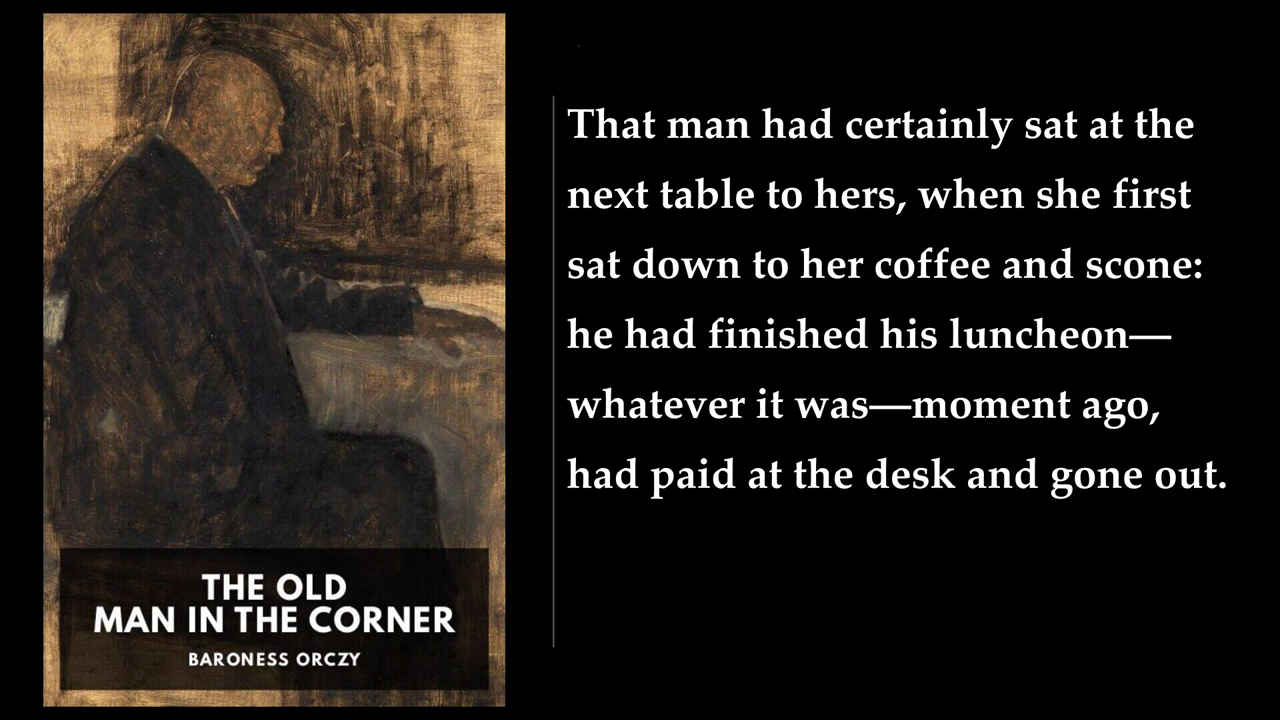 That man had certainly sat at the
next table to hers, when she first
sat down to her coffee and scone:
he had finished his luncheon—
whatever it was—moment ago,
had paid at the desk and gone out.
THE OLD
MAN IN THE CORNER
BARONESS ORCZY